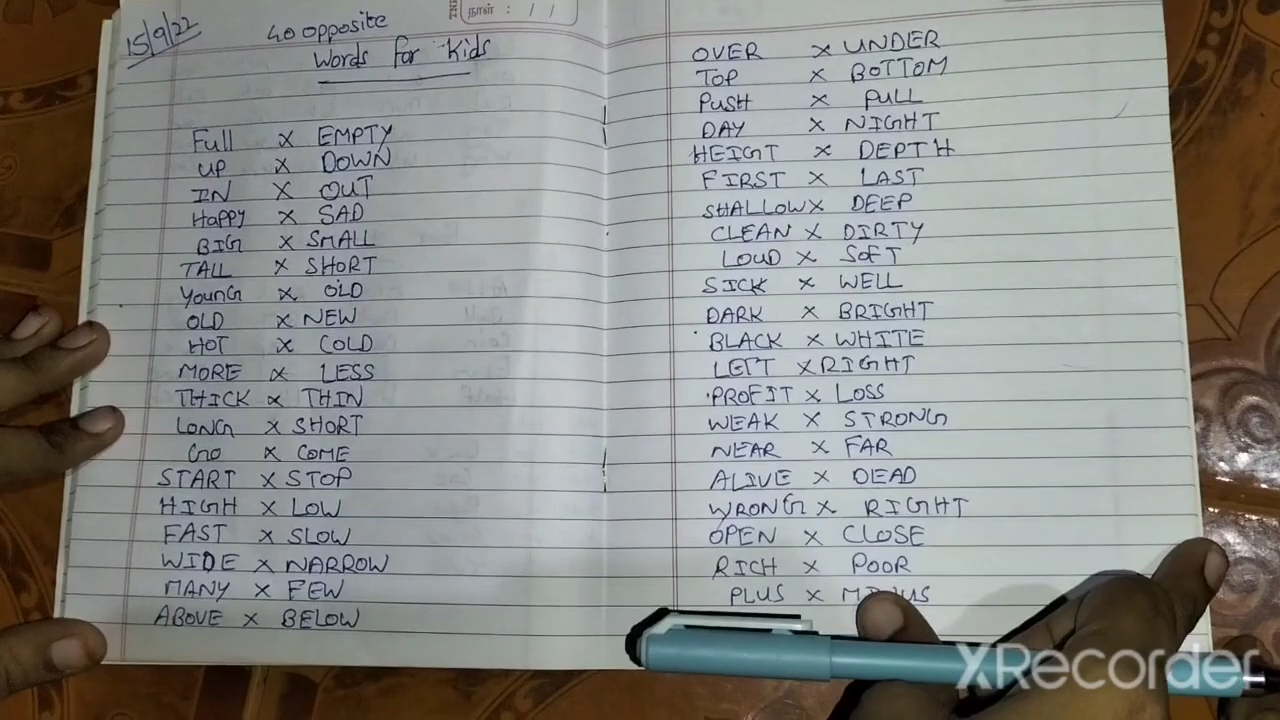 15/9/22
நாள் : / /
40 opposite
Words for Kids
Full × EMPTY
UP × DOWN
IN × OUT
Happy × SAD
BIG × SMALL
TALL × SHORT
YOUNG × OLD
OLD × NEW
HOT × COLD
MORE × LESS
THICK × THIN
LONG × SHORT
GO × COME
START × STOP
HIGH × LOW
FAST × SLOW
WIDE × NARROW
MANY × FEW
ABOVE × BELOW
OVER × UNDER
TOP × BOTTOM
PUSH × PULL
DAY × NIGHT
HEIGT × DEPTH
FIRST × LAST
SHALLOW × DEEP
CLEAN × DIRTY
LOUD × SOFT
SICK × WELL
DARK × BRIGHT
BLACK × WHITE
LEFT × RIGHT
PROFIT × LOSS
WEAK × STRONG
NEAR × FAR
ALIVE × DEAD
WRONG × RIGHT
OPEN × CLOSE
RICH × POOR
PLUS × MINUS
XRecorder